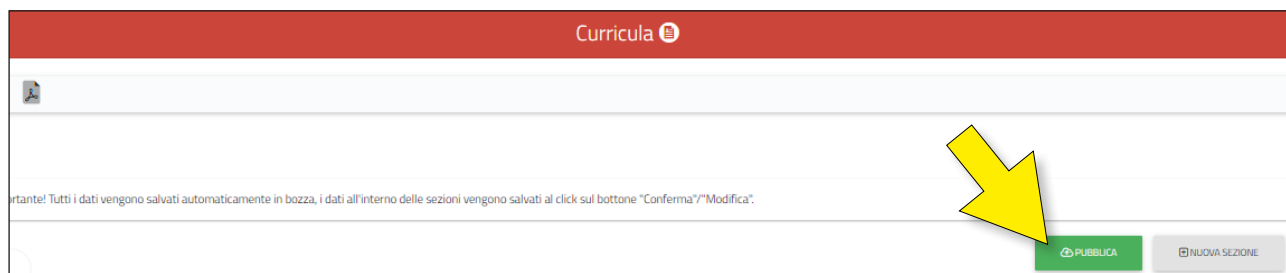 Curricula
rtante! Tutti i dati vengono salvati automaticamente in bozza, i dati all'interno delle sezioni vengono salvati al click sul bottone "Conferma"/"Modifica".
PUBBLICA NUOVA SEZIONE